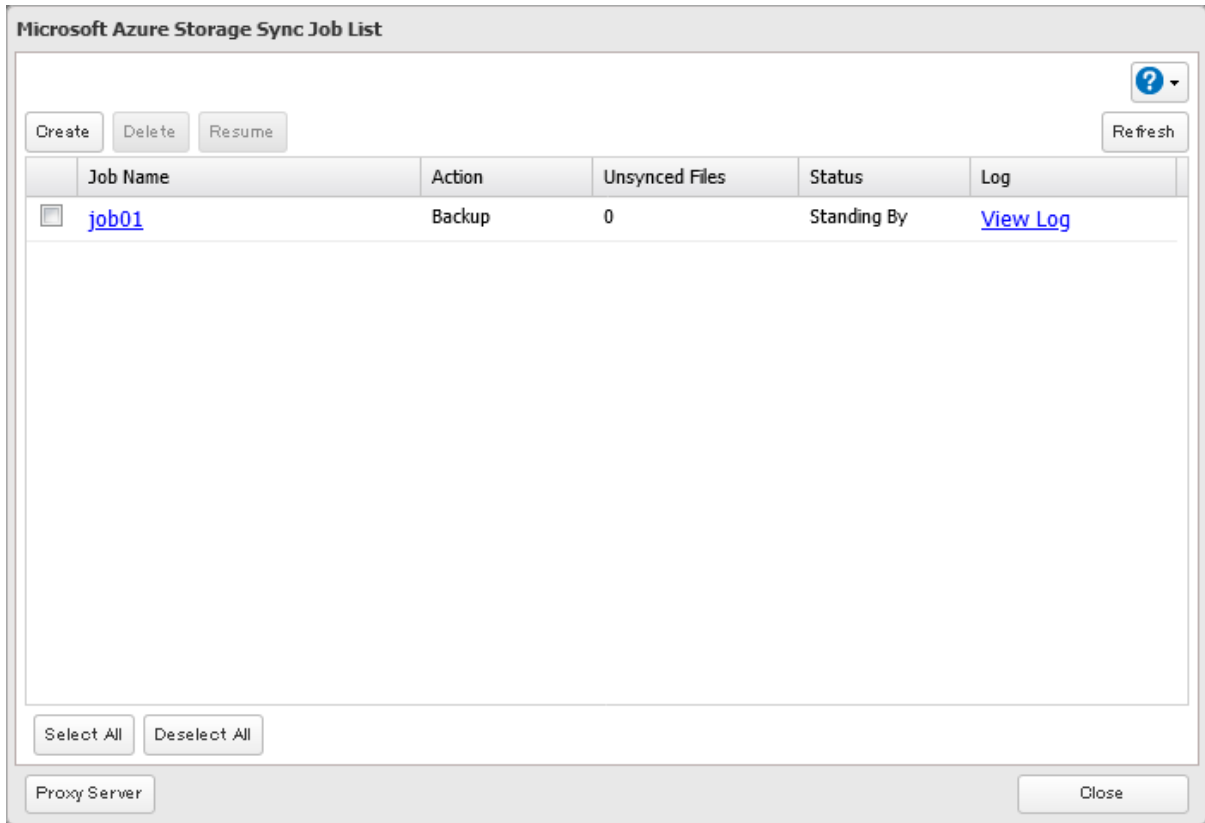 Microsoft Azure Storage Sync Job List
?
Create Delete Resume Refresh
Job Name Action Unsynced Files Status Log
job01 Backup 0 Standing By View Log
Select All Deselect All
Proxy Server Close